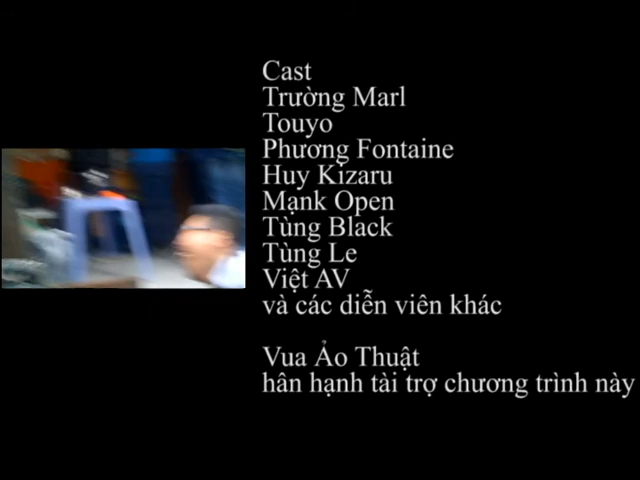 Cast
Trường Marl
Touyo
Phương Fontaine
Huy Kizaru
Mạnk Open
Tùng Black
Tùng Le
Việt AV
và các diễn viên khác
Vua Ảo Thuật
hân hạnh tài trợ chương trình này